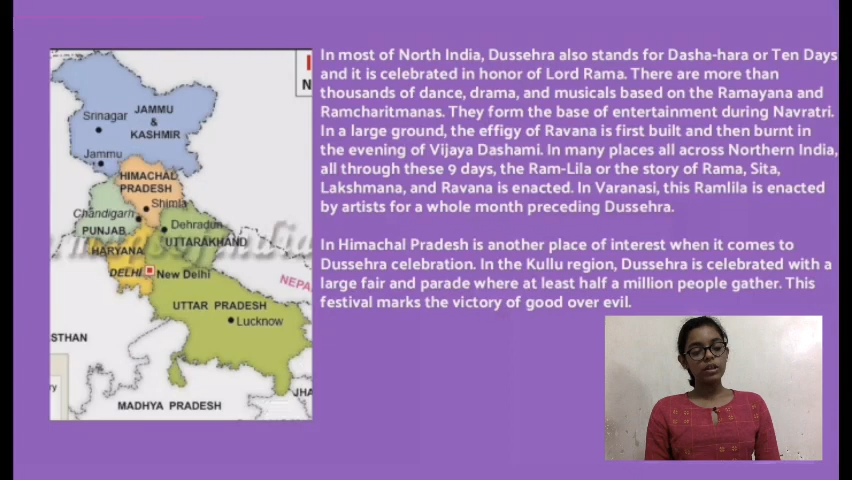 In most of North India, Dussehra also stands for Dasha-hara or Ten Days
and it is celebrated in honor of Lord Rama. There are more than
thousands of dance, drama, and musicals based on the Ramayana and
Ramcharitmanas. They form the base of entertainment during Navratri.
In a large ground, the effigy of Ravana is first built and then burnt in
the evening of Vijaya Dashami. In many places all across Northern India,
all through these 9 days, the Ram-Lila or the story of Rama, Sita,
Lakshmana, and Ravana is enacted. In Varanasi, this Ramlila is enacted
by artists for a whole month preceding Dussehra.
In Himachal Pradesh is another place of interest when it comes to
Dussehra celebration. In the Kullu region, Dussehra is celebrated with a
large fair and parade where at least half a million people gather. This
festival marks the victory of good over evil.
JAMMU
&
KASHMIR
Srinagar
Jammu
HIMACHAL
PRADESH
Shimla
Chandigarh
PUNJAB
Dehradun
UTTARAKHAND
HARYANA
DELHI
New Delhi
NEPA
UTTAR PRADESH
Lucknow
STHAN
JHA
MADHYA PRADESH